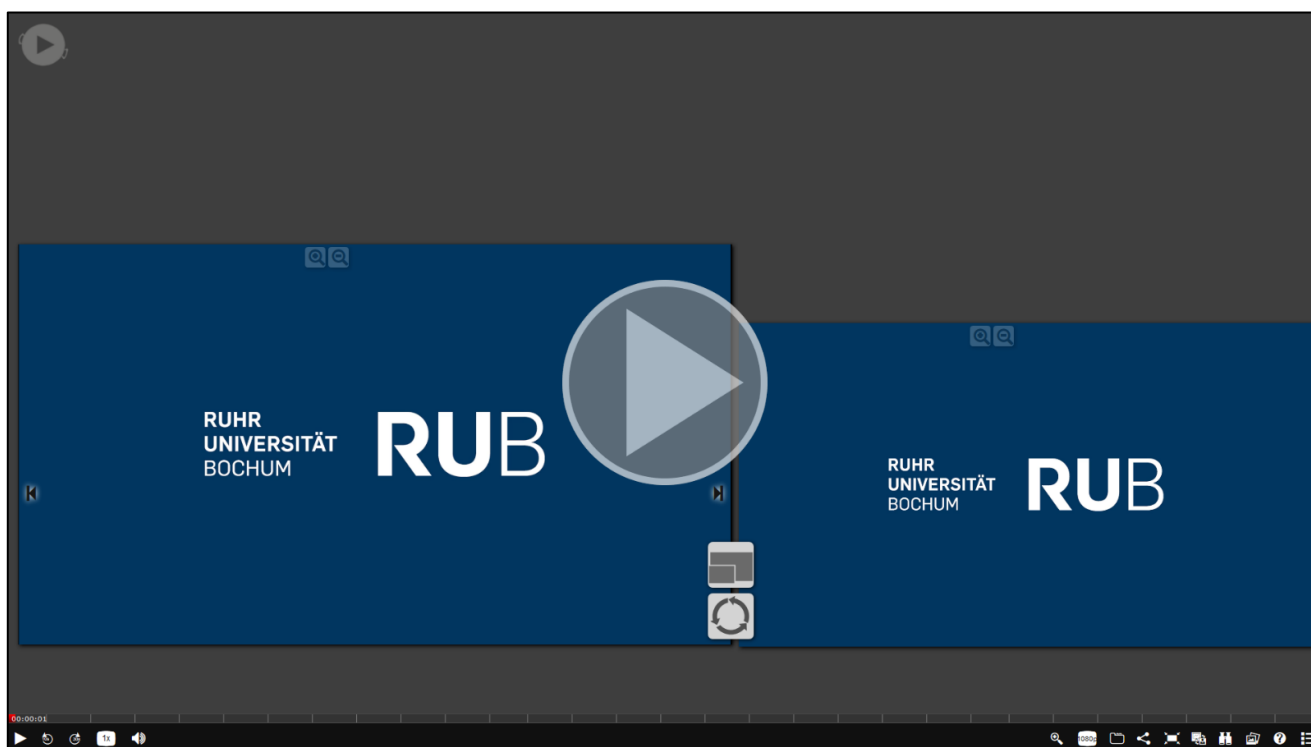 RUHR
UNIVERSITÄT
BOCHUM
RUB
RUHR
UNIVERSITÄT
BOCHUM
RUB
00:00:01
1x
1080p